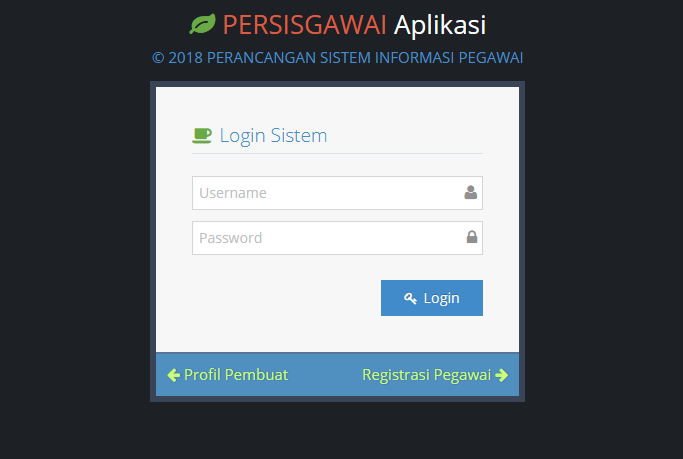 PERSISGAWAI Aplikasi
© 2018 PERANCANGAN SISTEM INFORMASI PEGAWAI
Login Sistem
Username
Password
Login
Profil Pembuat
Registrasi Pegawai